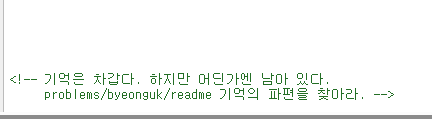 <!-- 기억은 차갑다. 하지만 어딘가엔 남아 있다.
problems/byeonguk/readme 기억의 파편을 찾아라. -->